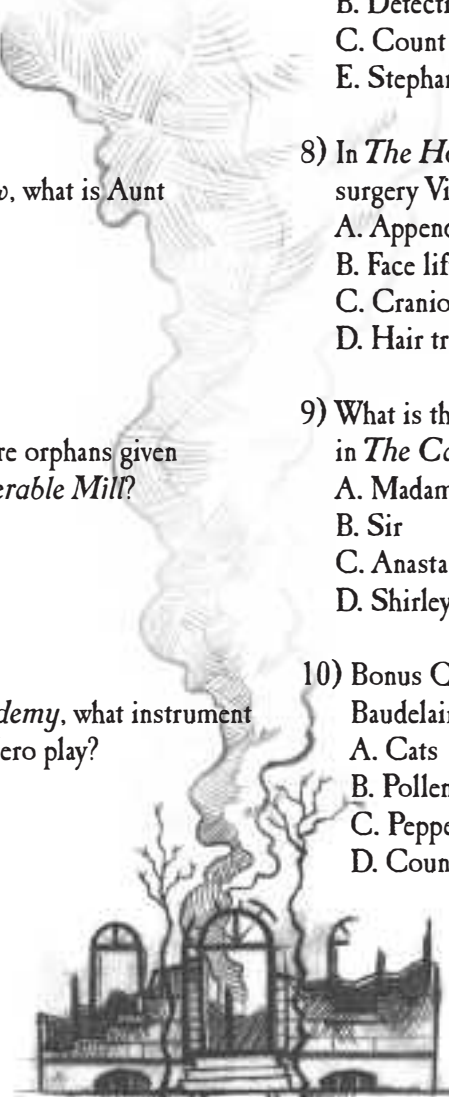 w, what is Aunt
re orphans given
erable Mill?
demy, what instrument
ero play?
B. Detecti
C. Count
E. Stephan
8) In The Ho
surgery Vi
A. Append
B. Face lif
C. Cranio
D. Hair tr
9) What is th
in The Ca
A. Madam
B. Sir
C. Anasta
D. Shirley
10) Bonus
Baudelair
A. Cats
B. Pollen
C. Peppe
D. Coun